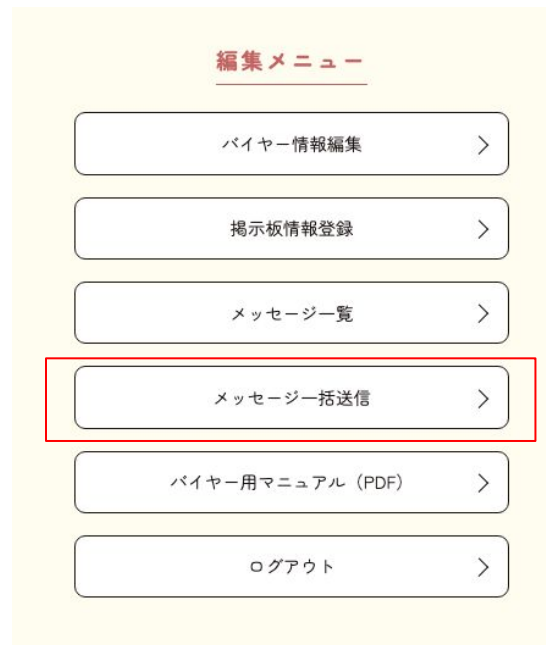 編集メニュー
バイヤー情報編集
掲示板情報登録
メッセージ一覧
メッセージ一括送信
バイヤー用マニュアル（PDF）
ログアウト